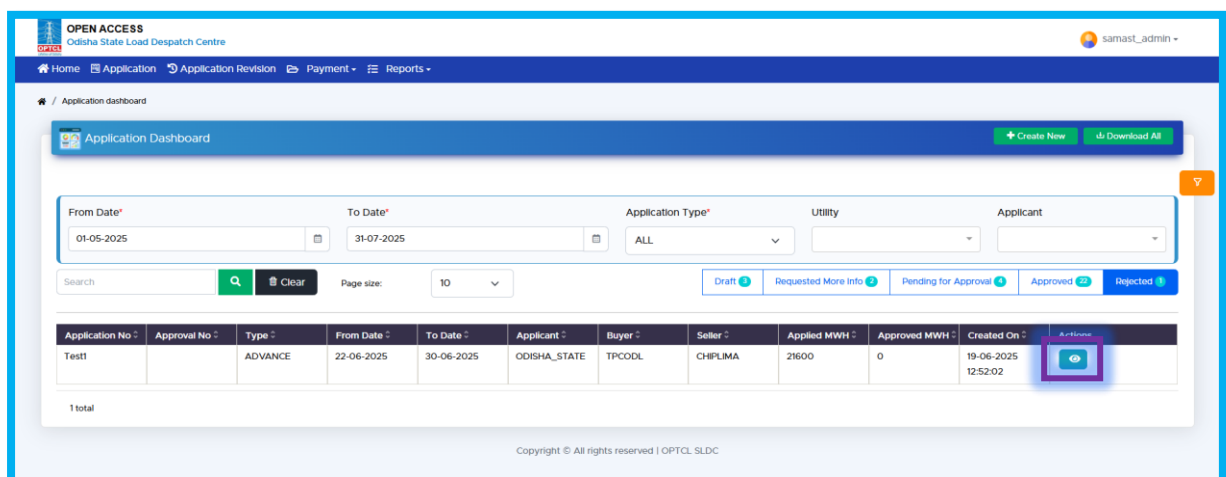 OPEN ACCESS
Odisha State Load Despatch Centre
OPTCL
samast_admin
Home Application Application Revision Payment Reports
/ Application dashboard
Application Dashboard
+ Create New Download All
From Date* To Date* Application Type* Utility Applicant
01-05-2025 31-07-2025 ALL
Search Clear Page size: 10 Draft 3 Requested More Info 2 Pending for Approval 4 Approved 22 Rejected 1
Application No Approval No Type From Date To Date Applicant Buyer Seller Applied MWH Approved MWH Created On Actions
Test1 ADVANCE 22-06-2025 30-06-2025 ODISHA_STATE TPCODL CHIPLIMA 21600 0 19-06-2025
12:52:02
1 total
Copyright © All rights reserved | OPTCL SLDC